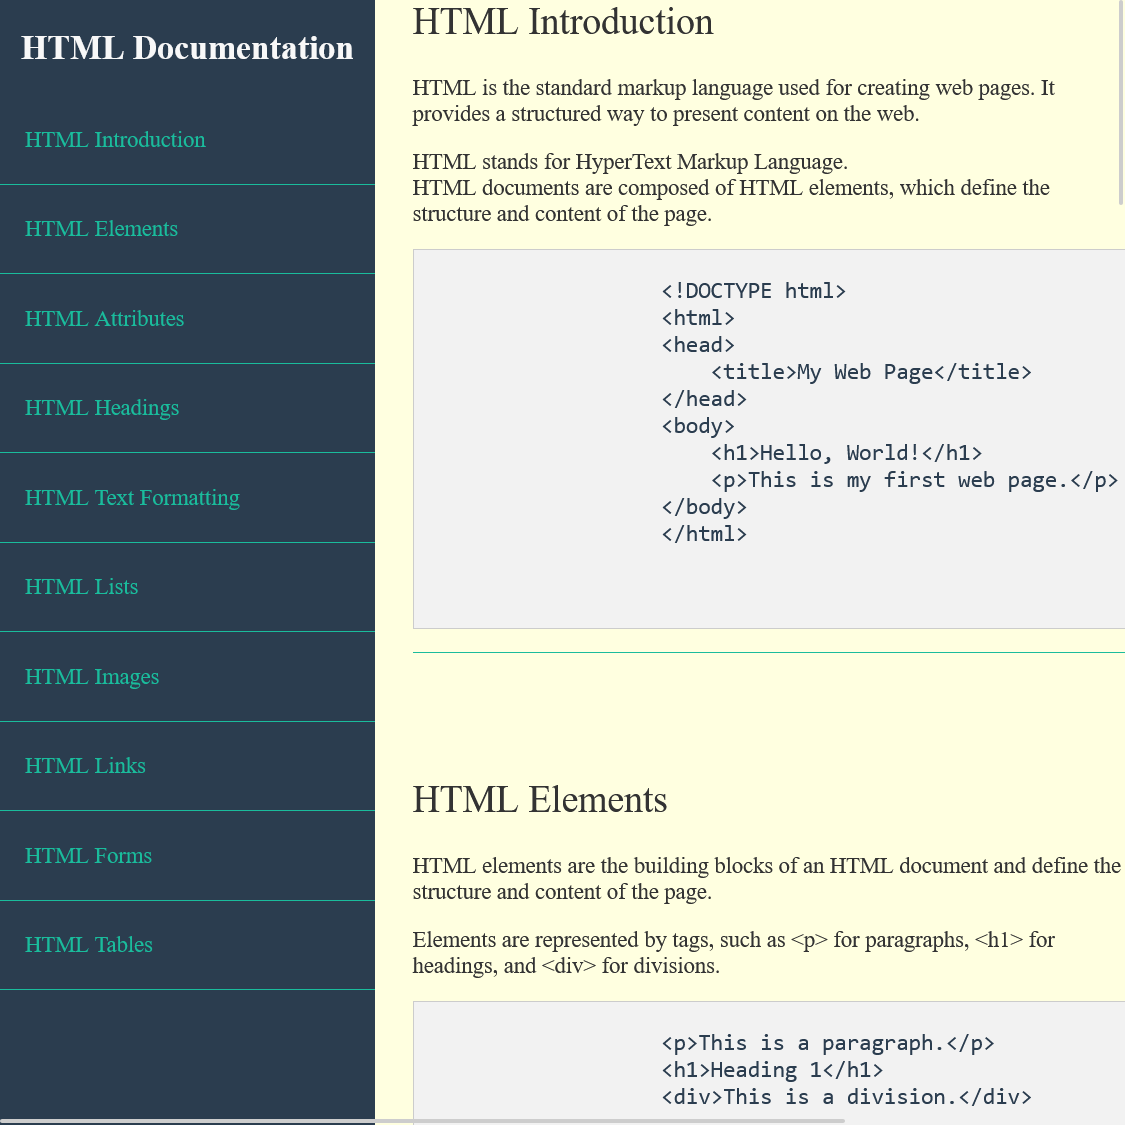 HTML Documentation
HTML Introduction
HTML Elements
HTML Attributes
HTML Headings
HTML Text Formatting
HTML Lists
HTML Images
HTML Links
HTML Forms
HTML Tables
HTML Introduction
HTML is the standard markup language used for creating web pages. It
provides a structured way to present content on the web.
HTML stands for HyperText Markup Language.
HTML documents are composed of HTML elements, which define the
structure and content of the page.
<!DOCTYPE html>
<html>
<head>
    <title>My Web Page</title>
</head>
<body>
    <h1>Hello, World!</h1>
    <p>This is my first web page.</p>
</body>
</html>
HTML Elements
HTML elements are the building blocks of an HTML document and define the
structure and content of the page.
Elements are represented by tags, such as <p> for paragraphs, <h1> for
headings, and <div> for divisions.
<p>This is a paragraph.</p>
<h1>Heading 1</h1>
<div>This is a division.</div>